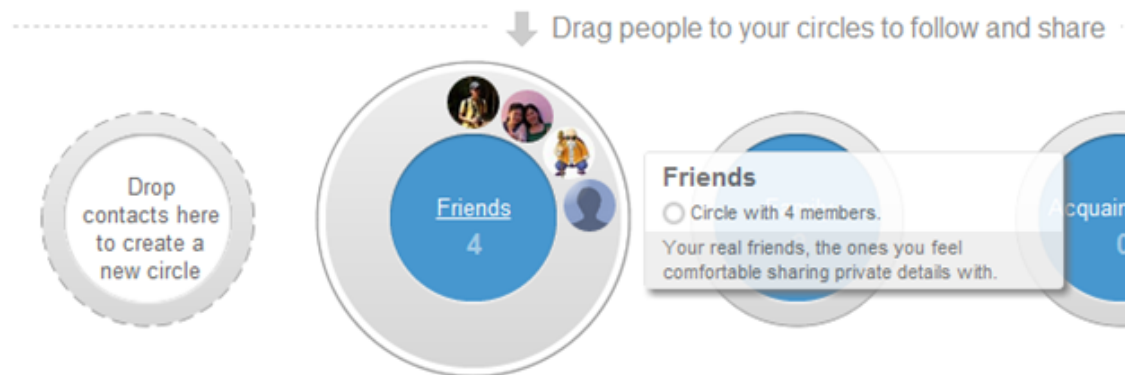 Drag people to your circles to follow and share
Drop
contacts here
to create a
new circle
Friends
4
Friends
Circle with 4 members.
Your real friends, the ones you feel
comfortable sharing private details with.